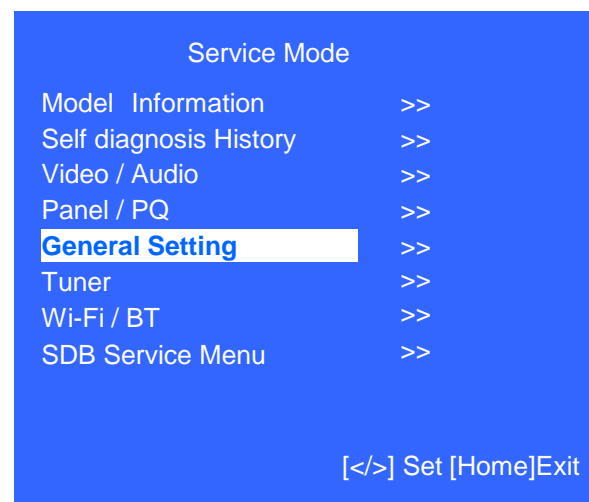 Service Mode
Model Information >>
Self diagnosis History >>
Video / Audio >>
Panel / PQ >>
General Setting >>
Tuner >>
Wi-Fi / BT >>
SDB Service Menu >>
[</>] Set [Home]Exit